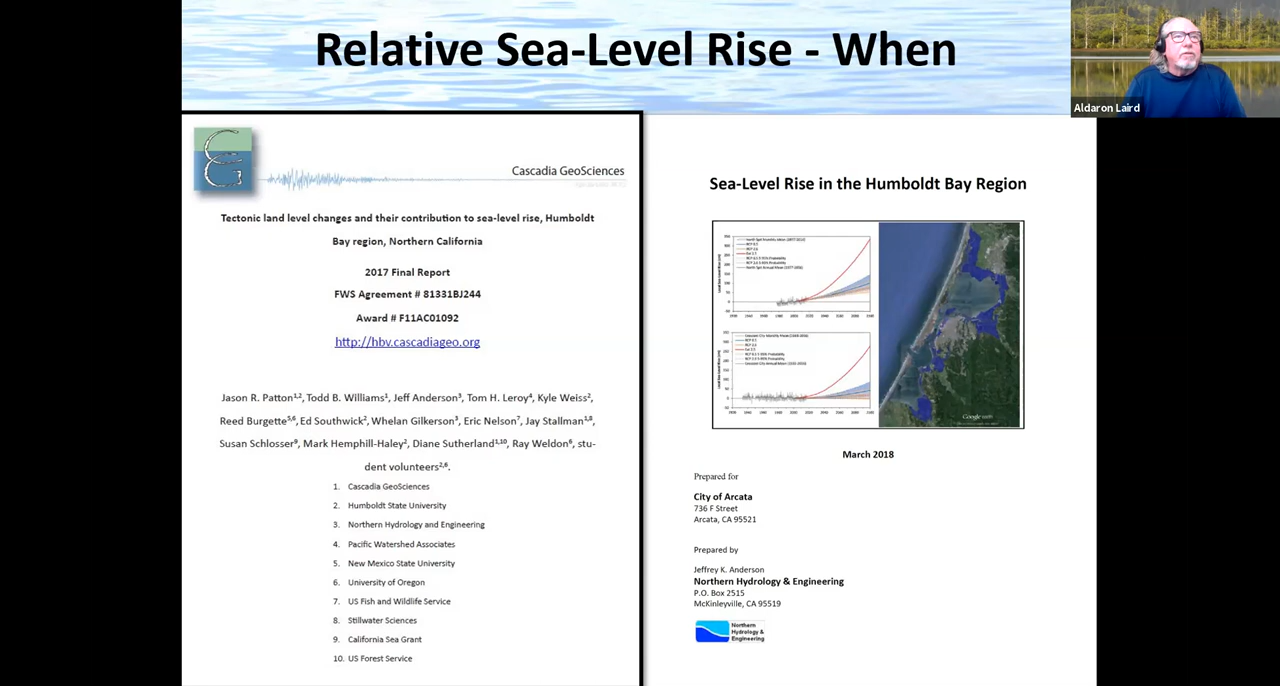 Relative Sea-Level Rise - When
Aldaron Laird
Cascadia GeoSciences
Tectonic land level changes and their contribution to sea-level rise, Humboldt
Bay region, Northern California
2017 Final Report
FWS Agreement # 81331BJ244
Award # F11AC01092
http://hbv.cascadiageo.org
Jason R. Patton1,2, Todd B. Williams1, Jeff Anderson3, Tom H. Leroy4, Kyle Weiss2,
Reed Burgette5,6, Ed Southwick2, Whelan Gilkerson3, Eric Nelson7, Jay Stallman1,8,
Susan Schlosser9, Mark Hemphill-Haley2, Diane Sutherland1,10, Ray Weldon6, stu-
dent volunteers2,6.
1. Cascadia GeoSciences
2. Humboldt State University
3. Northern Hydrology and Engineering
4. Pacific Watershed Associates
5. New Mexico State University
6. University of Oregon
7. US Fish and Wildlife Service
8. Stillwater Sciences
9. California Sea Grant
10. US Forest Service
Sea-Level Rise in the Humboldt Bay Region
Google
March 2018
Prepared for
City of Arcata
736 F Street
Arcata, CA 95521
Prepared by
Jeffrey K. Anderson
Northern Hydrology & Engineering
P.O. Box 2515
McKinleyville, CA 95519
Northern
Hydrology &
Engineering